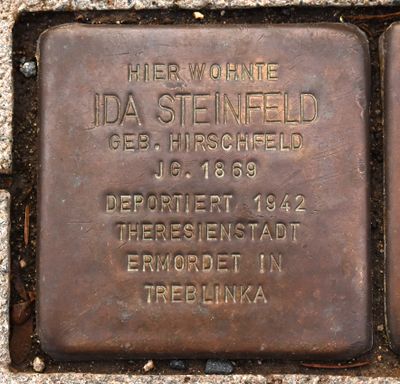 HIER WOHNTE
IDA STEINFELD
GEB. HIRSCHFELD
JG. 1869
DEPORTIERT 1942
THERESIENSTADT
ERMORDET IN
TREBLINKA